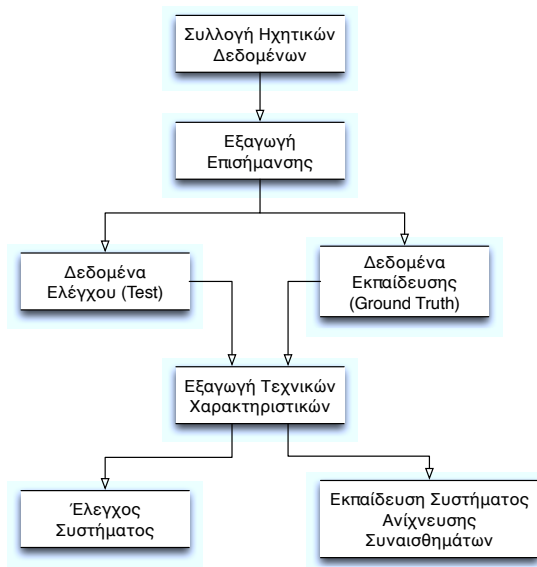 Συλλογή Ηχητικών
Δεδομένων
Εξαγωγή
Επισήμανσης
Δεδομένα
Ελέγχου (Test)
Δεδομένα
Εκπαίδευσης
(Ground Truth)
Εξαγωγή Τεχνικών
Χαρακτηριστικών
Έλεγχος
Συστήματος
Εκπαίδευση Συστήματος
Ανίχνευσης
Συναισθημάτων